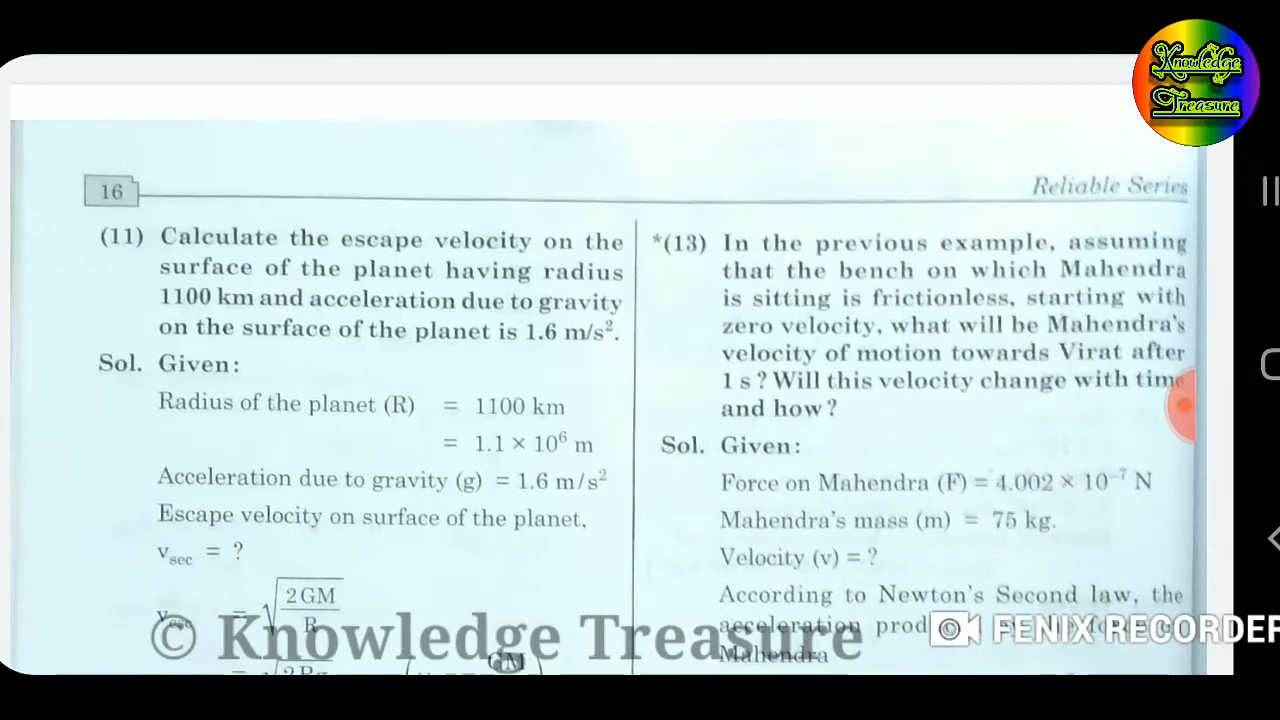 Knowledge
Treasure
16
Reliable Series
(11) Calculate the escape velocity on the
surface of the planet having radius
1100 km and acceleration due to gravity
on the surface of the planet is 1.6 m/s².
Sol. Given:
Radius of the planet (R) = 1100 km
= 1.1 × 10⁶ m
Acceleration due to gravity (g) = 1.6 m/s²
Escape velocity on surface of the planet,
v_sec = ?
v_esc = √(2GM/R)
= √2Rg
GM
*(13) In the previous example, assuming
that the bench on which Mahendra
is sitting is frictionless, starting with
zero velocity, what will be Mahendra's
velocity of motion towards Virat after
1 s? Will this velocity change with time
and how?
Sol. Given:
Force on Mahendra (F) = 4.002 × 10⁻⁷ N
Mahendra's mass (m) = 75 kg.
Velocity (v) = ?
According to Newton's Second law, the
acceleration
Mahendra
© Knowledge Treasure
FENIX RECORDER